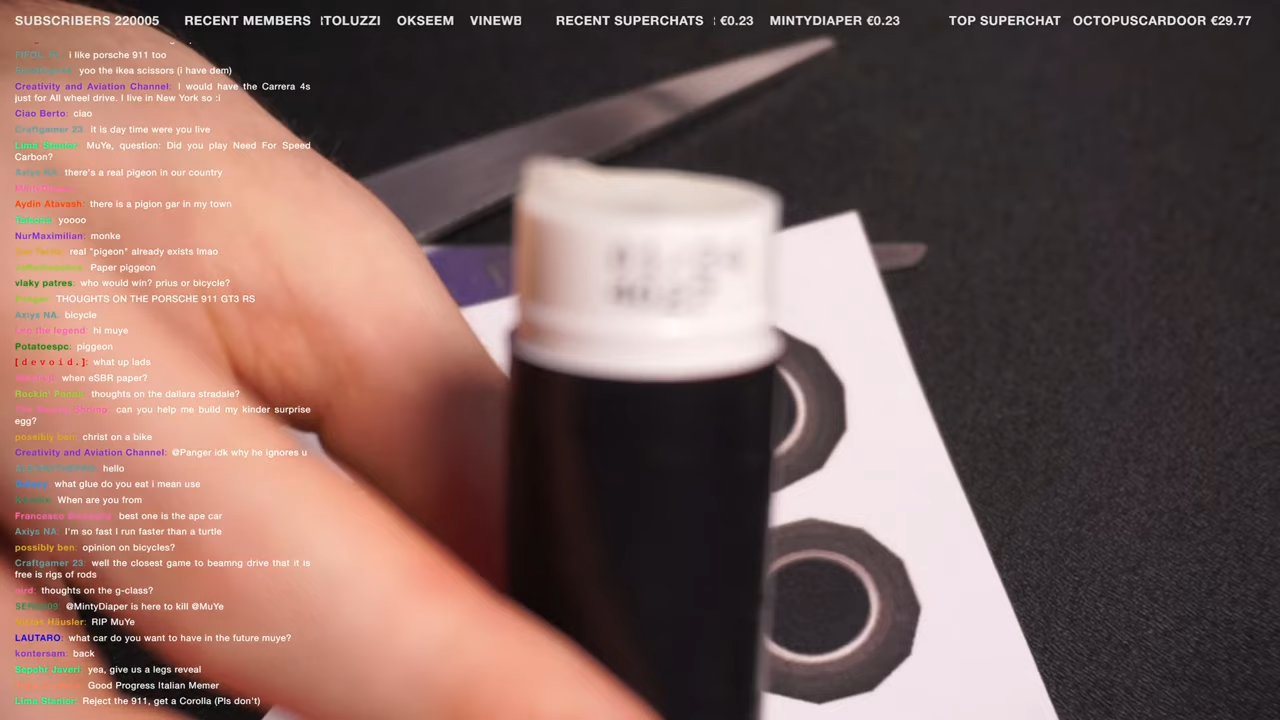 SUBSCRIBERS 220005 RECENT MEMBERS TOLUZZI OKSEEM VINEWB RECENT SUPERCHATS €0.23 MINTYDIAPER €0.23 TOP SUPERCHAT OCTOPUSCARDOOR €29.77
i like porsche 911 too
yoo the ikea scissors (i have dem)
Creativity and Aviation Channel: I would have the Carrera 4s
just for All wheel drive. I live in New York so :i
Ciao Berto: ciao
Craftgamer 23: it is day time were you live
MuYe, question: Did you play Need For Speed
Carbon?
Axiys NA: there's a real pigeon in our country
Aydin Atavash: there is a pigion gar in my town
yoooo
NurMaximilian: monke
real "pigeon" already exists lmao
Paper piggeon
vlaky patres: who would win? prius or bicycle?
Panger: THOUGHTS ON THE PORSCHE 911 GT3 RS
Axiys NA: bicycle
Leo the legend: hi muye
Potatoespc: piggeon
[devoid.]: what up lads
when eSBR paper?
thoughts on the dallara stradale?
can you help me build my kinder surprise
egg?
possibly ben: christ on a bike
Creativity and Aviation Channel: @Panger idk why he ignores u
hello
what glue do you eat i mean use
When are you from
best one is the ape car
Axiys NA: I'm so fast I run faster than a turtle
possibly ben: opinion on bicycles?
Craftgamer 23: well the closest game to beamng drive that it is
free is rigs of rods
thoughts on the g-class?
@MintyDiaper is here to kill @MuYe
RIP MuYe
LAUTARO: what car do you want to have in the future muye?
kontersam: back
Sepehr Javeri: yea, give us a legs reveal
Good Progress Italian Memer
Reject the 911, get a Corolla (Pls don't)